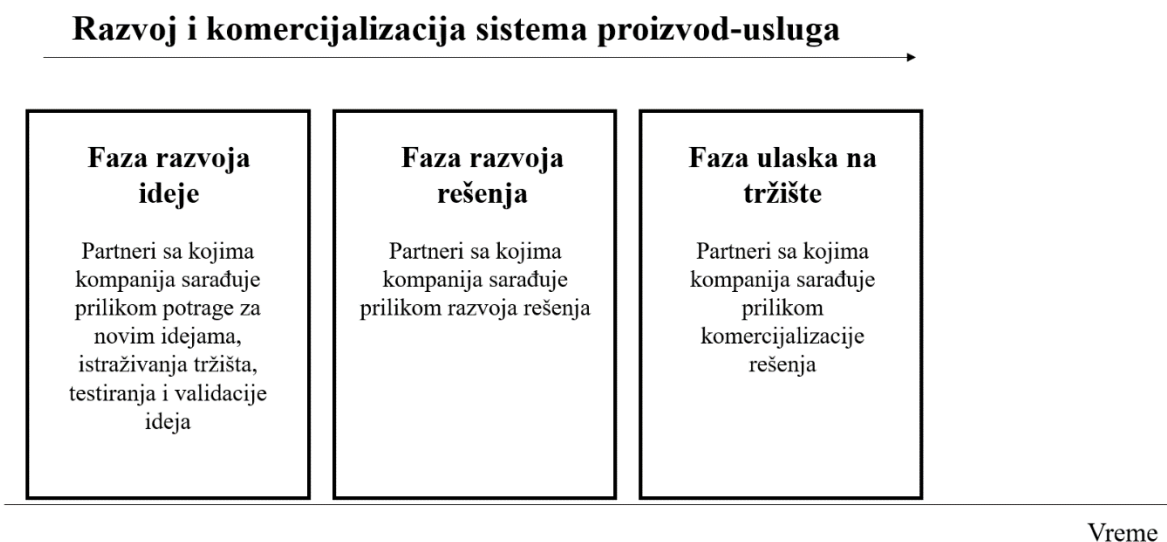 Razvoj i komercijalizacija sistema proizvod-usluga
Faza razvoja
ideje
Partneri sa kojima
kompanija sarađuje
prilikom potrage za
novim idejama,
istraživanja tržišta,
testiranja i validacije
ideja
Faza razvoja
rešenja
Partneri sa kojima
kompanija sarađuje
prilikom razvoja rešenja
Faza ulaska na
tržište
Partneri sa kojima
kompanija sarađuje
prilikom
komercijalizacije
rešenja
Vreme